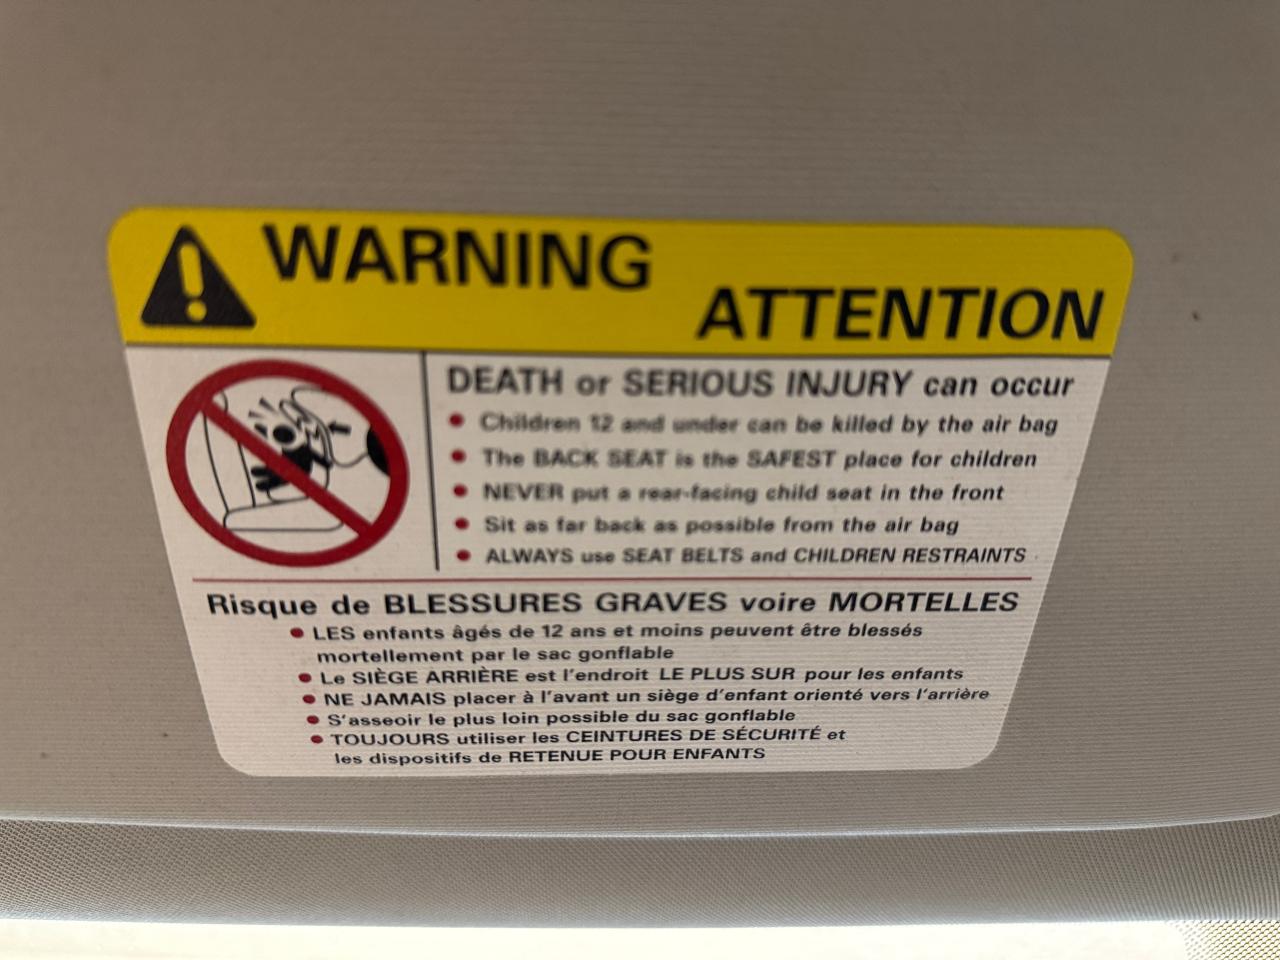 WARNING
ATTENTION
DEATH or SERIOUS INJURY can occur
• Children 12 and under can be killed by the air bag
• The BACK SEAT is the SAFEST place for children
• NEVER put a rear-facing child seat in the front
• Sit as far back as possible from the air bag
• ALWAYS use SEAT BELTS and CHILDREN RESTRAINTS
Risque de BLESSURES GRAVES voire MORTELLES
• LES enfants âgés de 12 ans et moins peuvent être blessés
mortellement par le sac gonflable
• Le SIÈGE ARRIÈRE est l'endroit LE PLUS SUR pour les enfants
• NE JAMAIS placer à l'avant un siège d'enfant orienté vers l'arrière
• S'asseoir le plus loin possible du sac gonflable
• TOUJOURS utiliser les CEINTURES DE SÉCURITÉ et
les dispositifs de RETENUE POUR ENFANTS